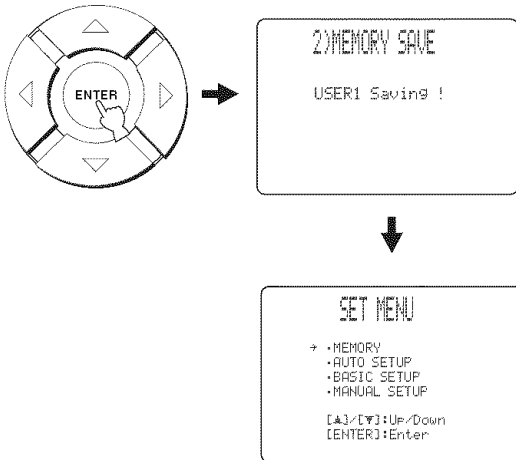 ENTER
2)MEMORY SAVE
USER1 Saving !
SET MENU
→ ･MEMORY
･AUTO SETUP
･BASIC SETUP
･MANUAL SETUP
[▲]/[▼]:Up/Down
[ENTER]:Enter